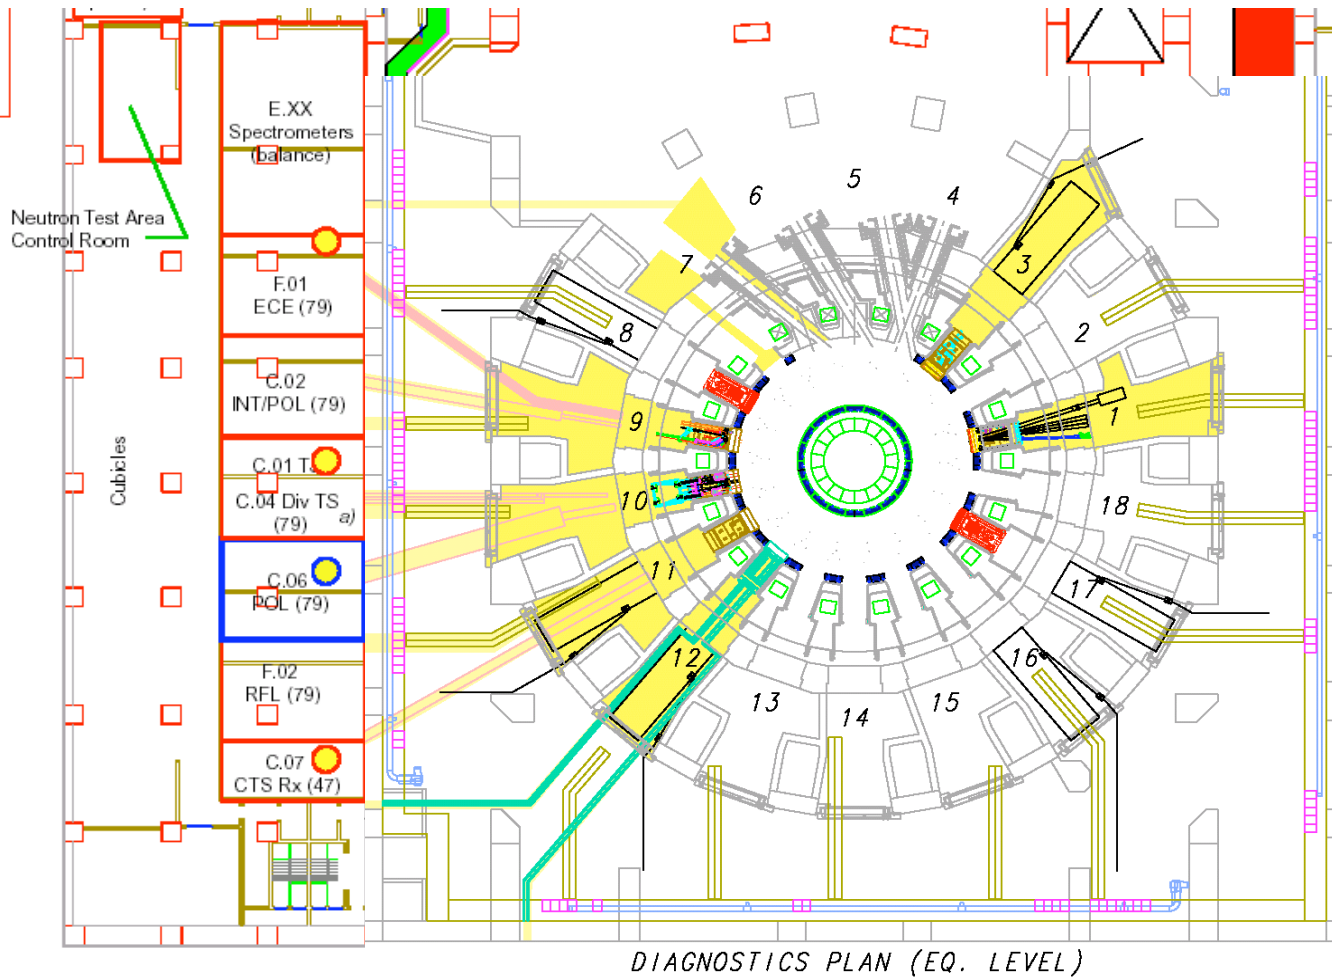 E.XX
Spectrometers
(balance)
Neutron Test Area
Control Room
F.01
ECE (79)
C.02
INT/POL (79)
C.01
C.04 Div TS
(79)
a)
C.06
POL (79)
F.02
RFL (79)
C.07
CTS Rx (47)
Cubicles
6
5
4
7
3
8
2
9
1
10
18
11
17
12
16
13
15
14
DIAGNOSTICS PLAN (EQ. LEVEL)